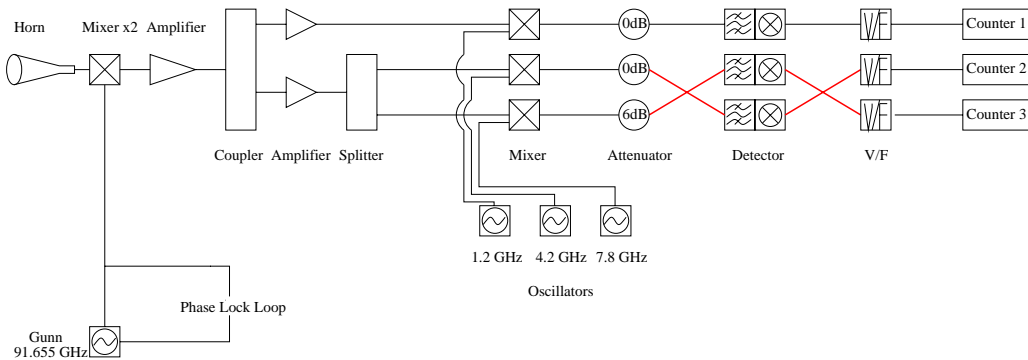 Horn
Mixer x2
Amplifier
0dB
Counter 1
0dB
Counter 2
6dB
Counter 3
Coupler
Amplifier
Splitter
Mixer
Attenuator
Detector
V/F
1.2 GHz
4.2 GHz
7.8 GHz
Oscillators
Phase Lock Loop
Gunn
91.655 GHz